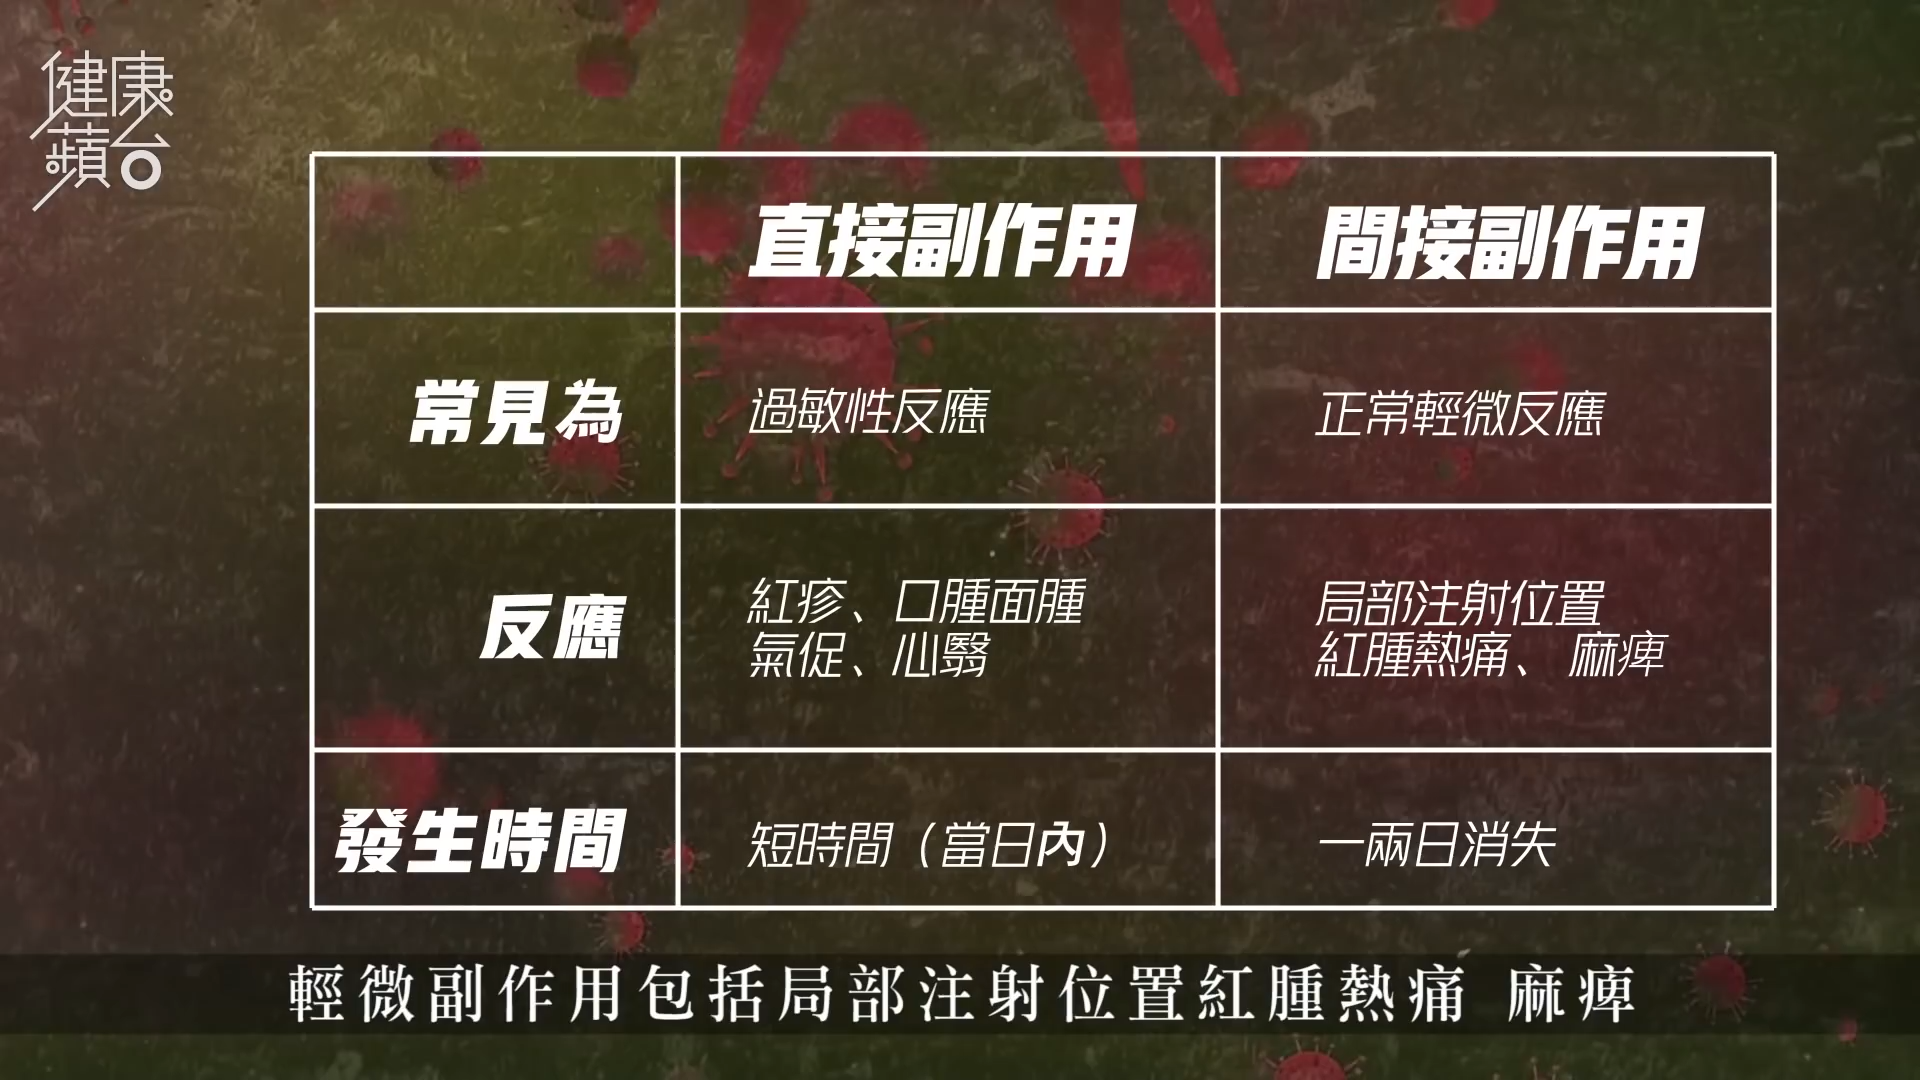 健康
蘋台
直接副作用
間接副作用
常見為
過敏性反應
正常輕微反應
反應
紅疹、口腫面腫
氣促、心翳
局部注射位置
紅腫熱痛、麻痺
發生時間
短時間（當日內）
一兩日消失
輕微副作用包括局部注射位置紅腫熱痛 麻痺